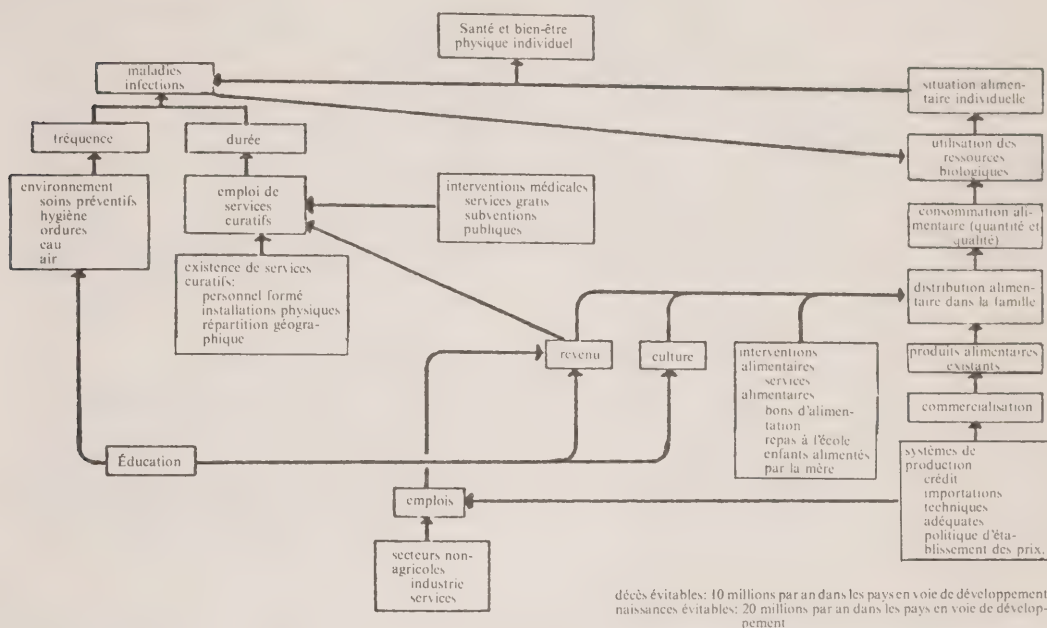 Santé et bien-être
physique individuel
maladies
infections
situation alimen-
taire individuelle
fréquence
durée
utilisation des
ressources
biologiques
environnement
soins préventifs
hygiène
ordures
eau
air
emploi de
services
curatifs
interventions médicales
services gratis
subventions
publiques
consommination ali-
mentaire (quantité et
qualité)
existence de services
curatifs:
personnel formé
installations physiques
répartition géogra-
phique
distribution alimen-
taire dans la famille
revenu
culture
interventions
alimentaires
services
alimentaires
bons d'alimen-
tation
repas à l'école
enfants alimentés
par la mère
produits alimentaires
existants
commercialisation
Éducation
systèmes de
production
crédit
importations
techniques
adéquates
politique d'éta-
blissement des prix.
emplois
secteurs non-
agricoles
industrie
services
décès évitables: 10 millions par an dans les pays en voie de développement
naissances évitables: 20 millions par an dans les pays en voie de dévelop-
pement